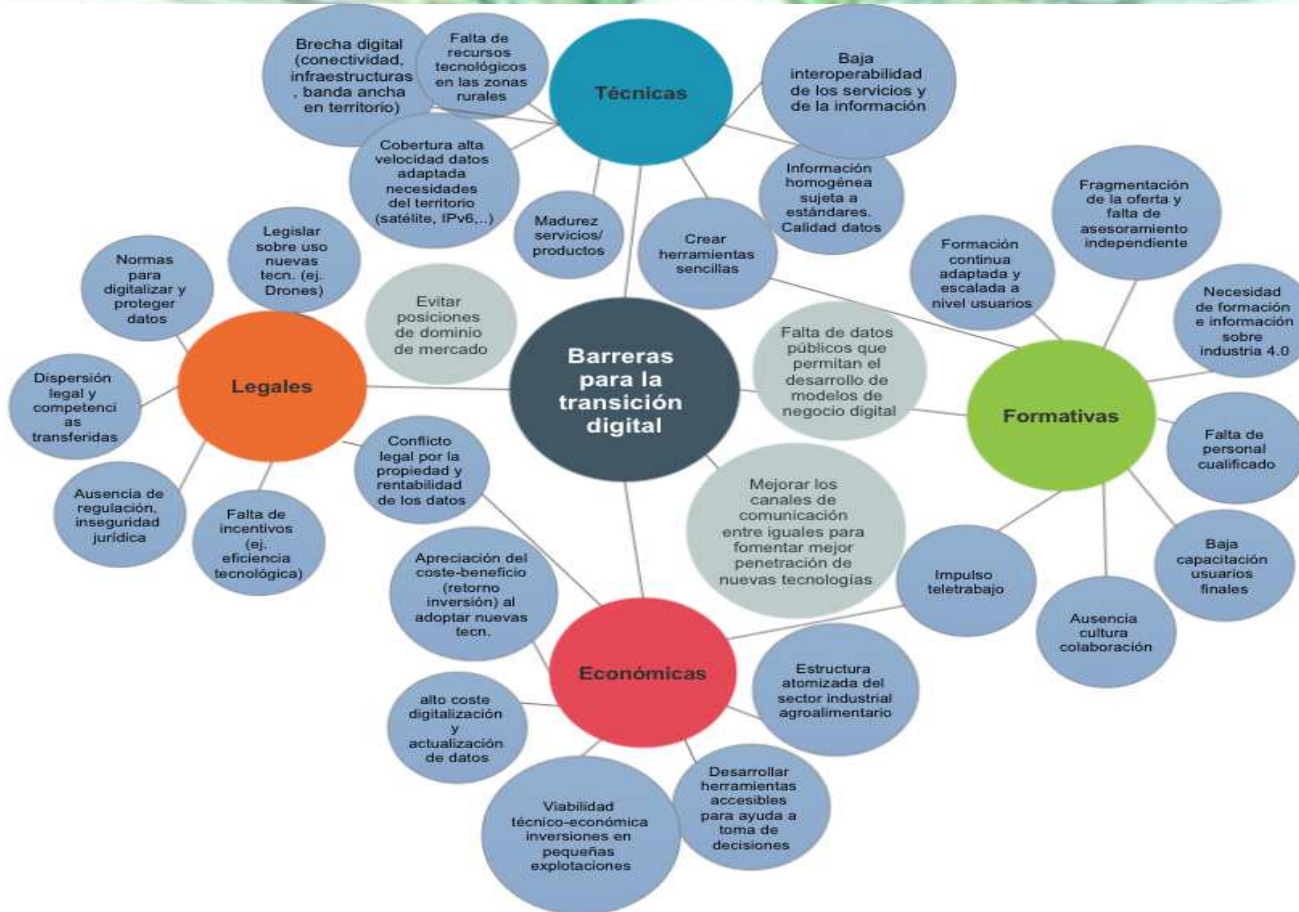 Brecha digital
(conectividad,
infraestructuras
, banda ancha
en territorio)
Falta de
recursos
tecnológicos
en las zonas
rurales
Técnicas
Baja
interoperabilidad
de los servicios y
de la información
Cobertura alta
velocidad datos
adaptada
necesidades
del territorio
(satélite, IPv6,..)
Madurez
servicios/
productos
Crear
herramientas
sencillas
Información
homogénea
sujeta a
estándares.
Calidad datos
Fragmentación
de la oferta y
falta de
asesoramiento
independiente
Formación
continua
adaptada y
escalada a
nivel usuarios
Necesidad
de formación
e información
sobre
industria 4.0
Legislar
sobre uso
nuevas
tecn. (ej.
Drones)
Normas
para
digitalizar y
proteger
datos
Evitar
posiciones
de dominio
de mercado
Barreras
para la
transición
digital
Falta de datos
públicos que
permitan el
desarrollo de
modelos de
negocio digital
Legales
Formativas
Dispersión
legal y
competenci
as
transferidas
Conflicto
legal por la
propiedad y
rentabilidad
de los datos
Falta de
personal
cualificado
Ausencia de
regulación,
inseguridad
jurídica
Falta de
incentivos
(ej.
eficiencia
tecnológica)
Mejorar los
canales de
comunicación
entre iguales para
fomentar mejor
penetración de
nuevas tecnologías
Apreciación del
coste-beneficio
(retorno
inversión) al
adoptar nuevas
tecn.
Impulso
teletrabajo
Baja
capacitación
usuarios
finales
Ausencia
cultura
colaboración
Económicas
Estructura
atomizada del
sector industrial
agroalimentario
alto coste
digitalización
y
actualización
de datos
Viabilidad
técnico-económica
inversiones en
pequeñas
explotaciones
Desarrollar
herramientas
accesibles
para ayuda a
toma de
decisiones